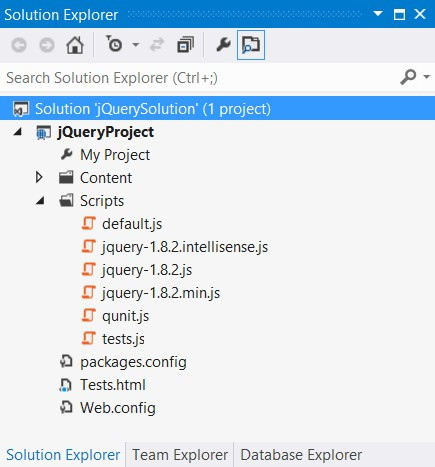 Solution Explorer
Search Solution Explorer (Ctrl+;)
Solution 'jQuerySolution' (1 project)
jQueryProject
My Project
Content
Scripts
default.js
jquery-1.8.2.intellisense.js
jquery-1.8.2.js
jquery-1.8.2.min.js
qunit.js
tests.js
packages.config
Tests.html
Web.config
Solution Explorer Team Explorer Database Explorer